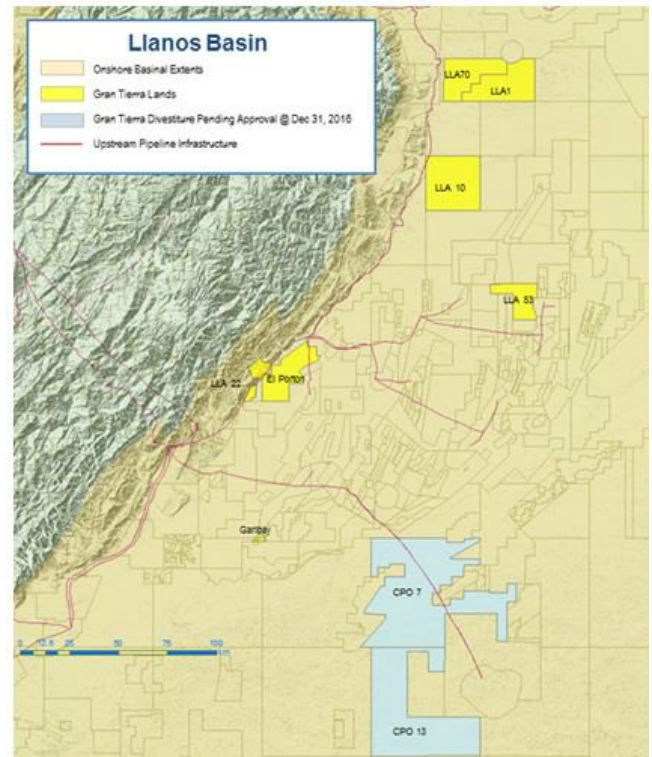 Llanos Basin
Onshore Basinal Extents
Gran Tierra Lands
Gran Tierra Divestiture Pending Approval @ Dec 31, 2016
Upstream Pipeline Infrastructure
LLA70
LLA1
LLA 10
LLA 53
LLA 22
El Porton
Garibay
CPO 7
0 12.5 25 50 75 100
CPO 13